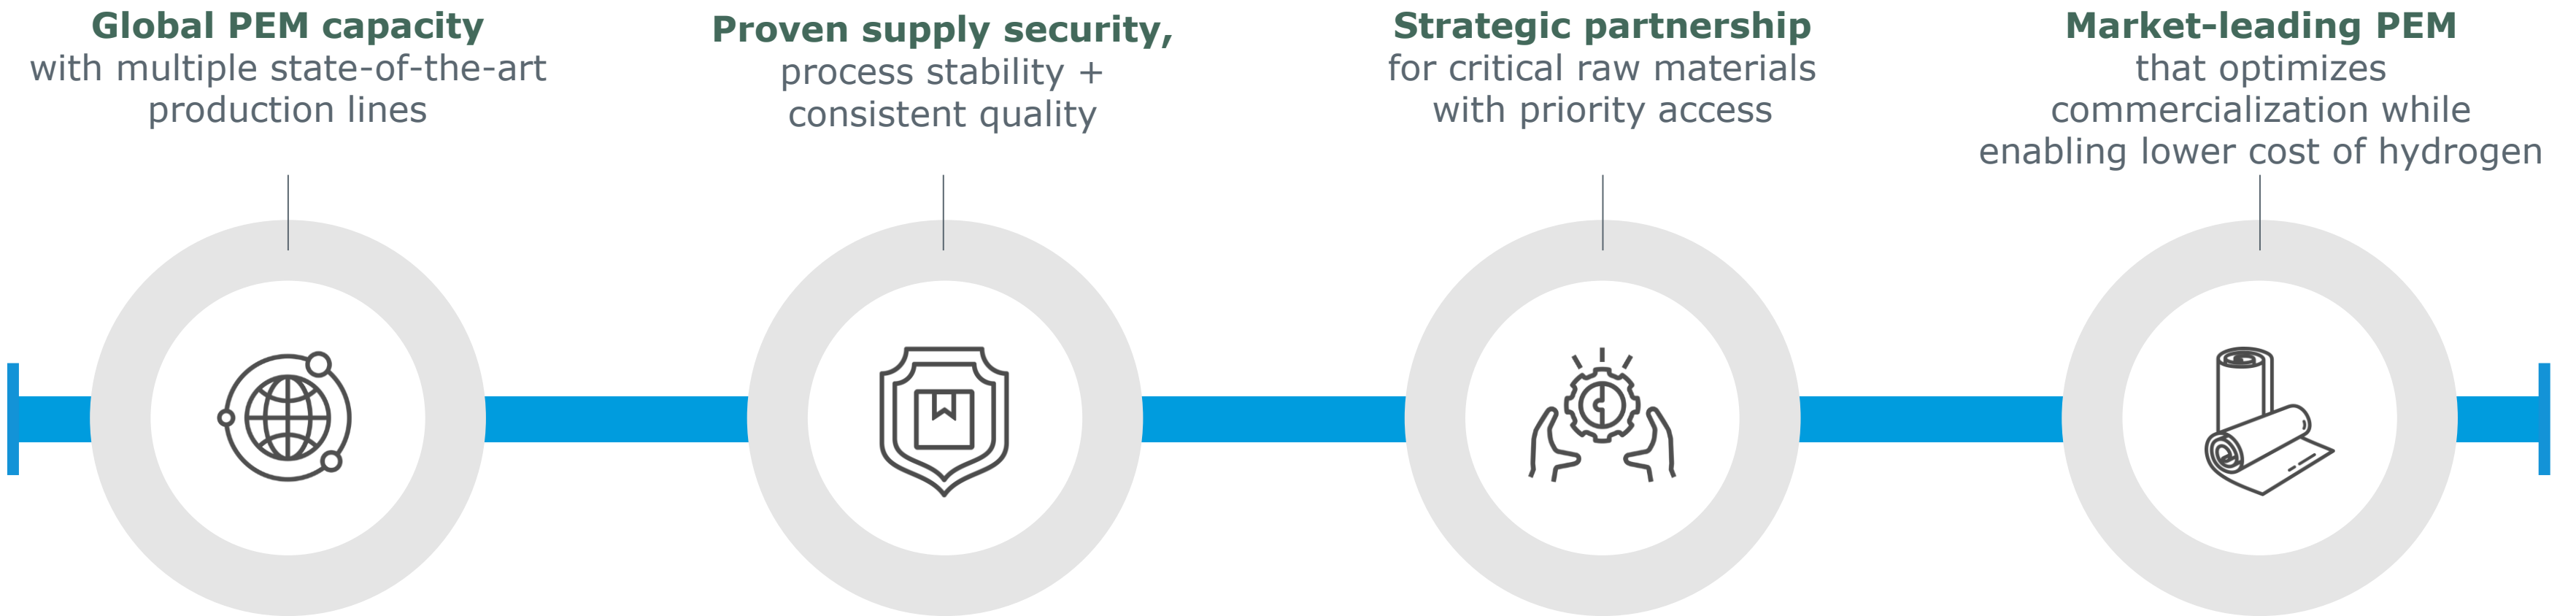 Global PEM capacity
with multiple state-of-the-art
production lines
Proven supply security,
process stability +
consistent quality
Strategic partnership
for critical raw materials
with priority access
Market-leading PEM
that optimizes
commercialization while
enabling lower cost of hydrogen